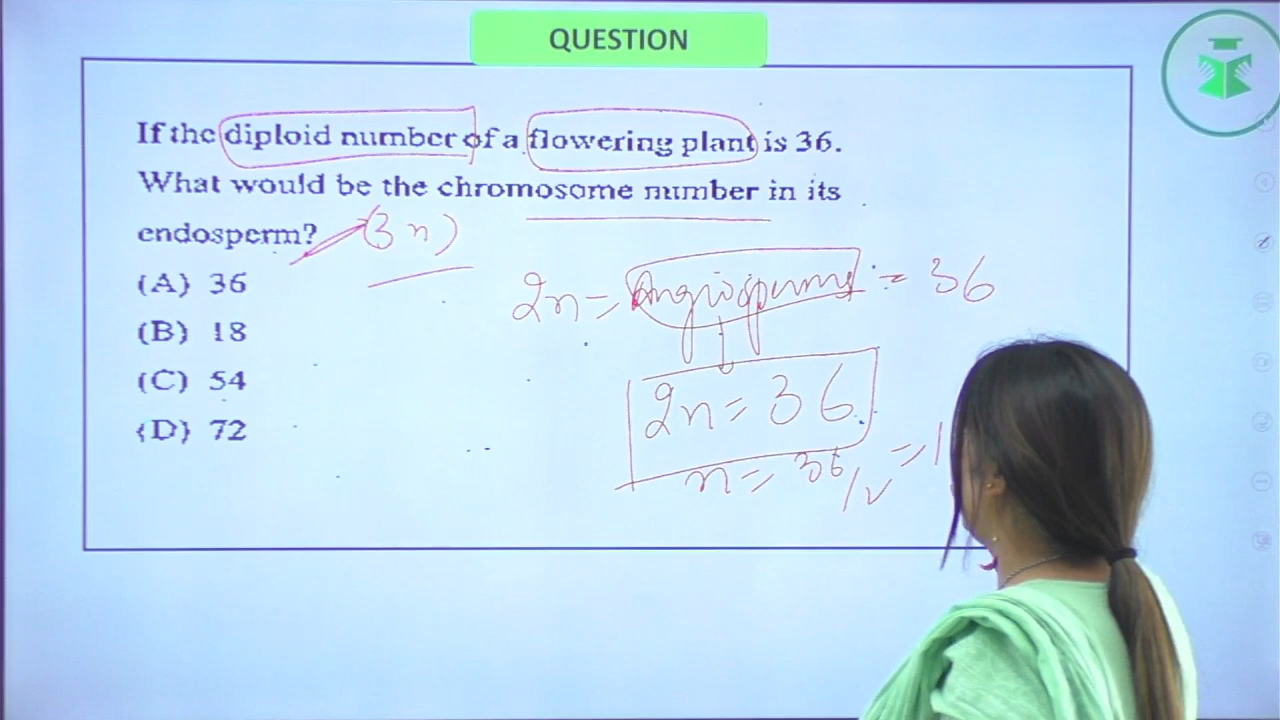 QUESTION
If the diploid number of a flowering plant is 36.
What would be the chromosome number in its
endosperm? (3n)
(A) 36
2n = Angiosperms = 36
(B) 18
(C) 54
2n = 36
(D) 72
n = 36/2 = 1